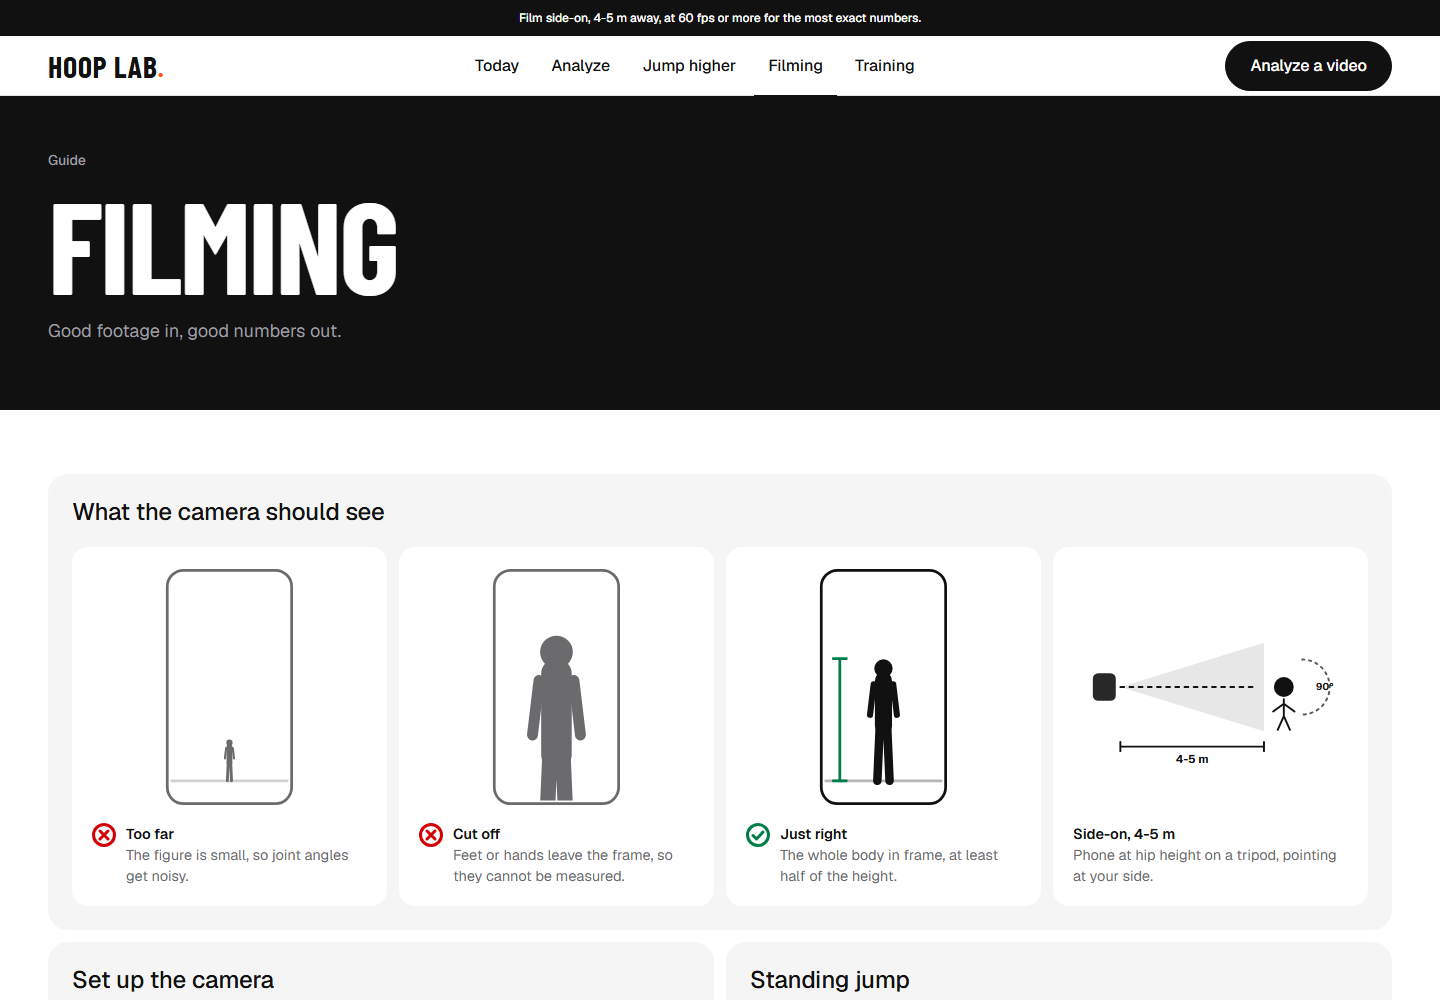 Film side-on, 4-5 m away, at 60 fps or more for the most exact numbers.
HOOP LAB.
Today
Analyze
Jump higher
Filming
Training
Analyze a video
Guide
FILMING
Good footage in, good numbers out.
What the camera should see
90°
4-5 m
Too far
The figure is small, so joint angles
get noisy.
Cut off
Feet or hands leave the frame, so
they cannot be measured.
Just right
The whole body in frame, at least
half of the height.
Side-on, 4-5 m
Phone at hip height on a tripod, pointing
at your side.
Set up the camera
Standing jump